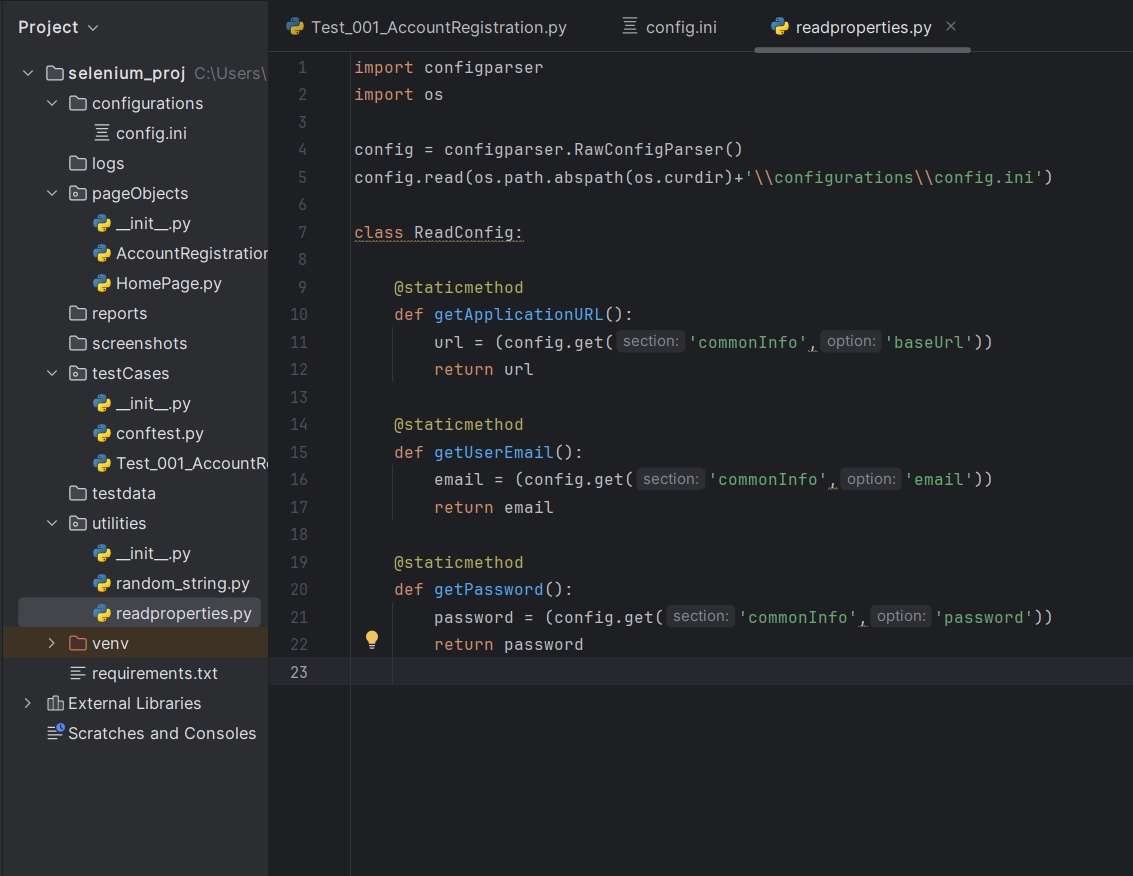 Project
selenium_proj C:\Users\
configurations
config.ini
logs
pageObjects
__init__.py
AccountRegistration
HomePage.py
reports
screenshots
testCases
__init__.py
conftest.py
Test_001_AccountRe
testdata
utilities
__init__.py
random_string.py
readproperties.py
venv
requirements.txt
External Libraries
Scratches and Consoles
Test_001_AccountRegistration.py config.ini readproperties.py
1 import configparser
2 import os
3
4 config = configparser.RawConfigParser()
5 config.read(os.path.abspath(os.curdir)+'\\configurations\\config.ini')
6
7 class ReadConfig:
8
9     @staticmethod
10     def getApplicationURL():
11         url = (config.get( section: 'commonInfo', option: 'baseUrl'))
12         return url
13
14     @staticmethod
15     def getUserEmail():
16         email = (config.get( section: 'commonInfo', option: 'email'))
17         return email
18
19     @staticmethod
20     def getPassword():
21         password = (config.get( section: 'commonInfo', option: 'password'))
22         return password
23